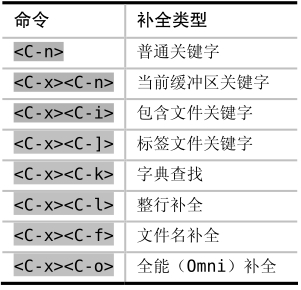 命令 补全类型
<C-n> 普通关键字
<C-x><C-n> 当前缓冲区关键字
<C-x><C-i> 包含文件关键字
<C-x><C-]> 标签文件关键字
<C-x><C-k> 字典查找
<C-x><C-l> 整行补全
<C-x><C-f> 文件名补全
<C-x><C-o> 全能（Omni）补全